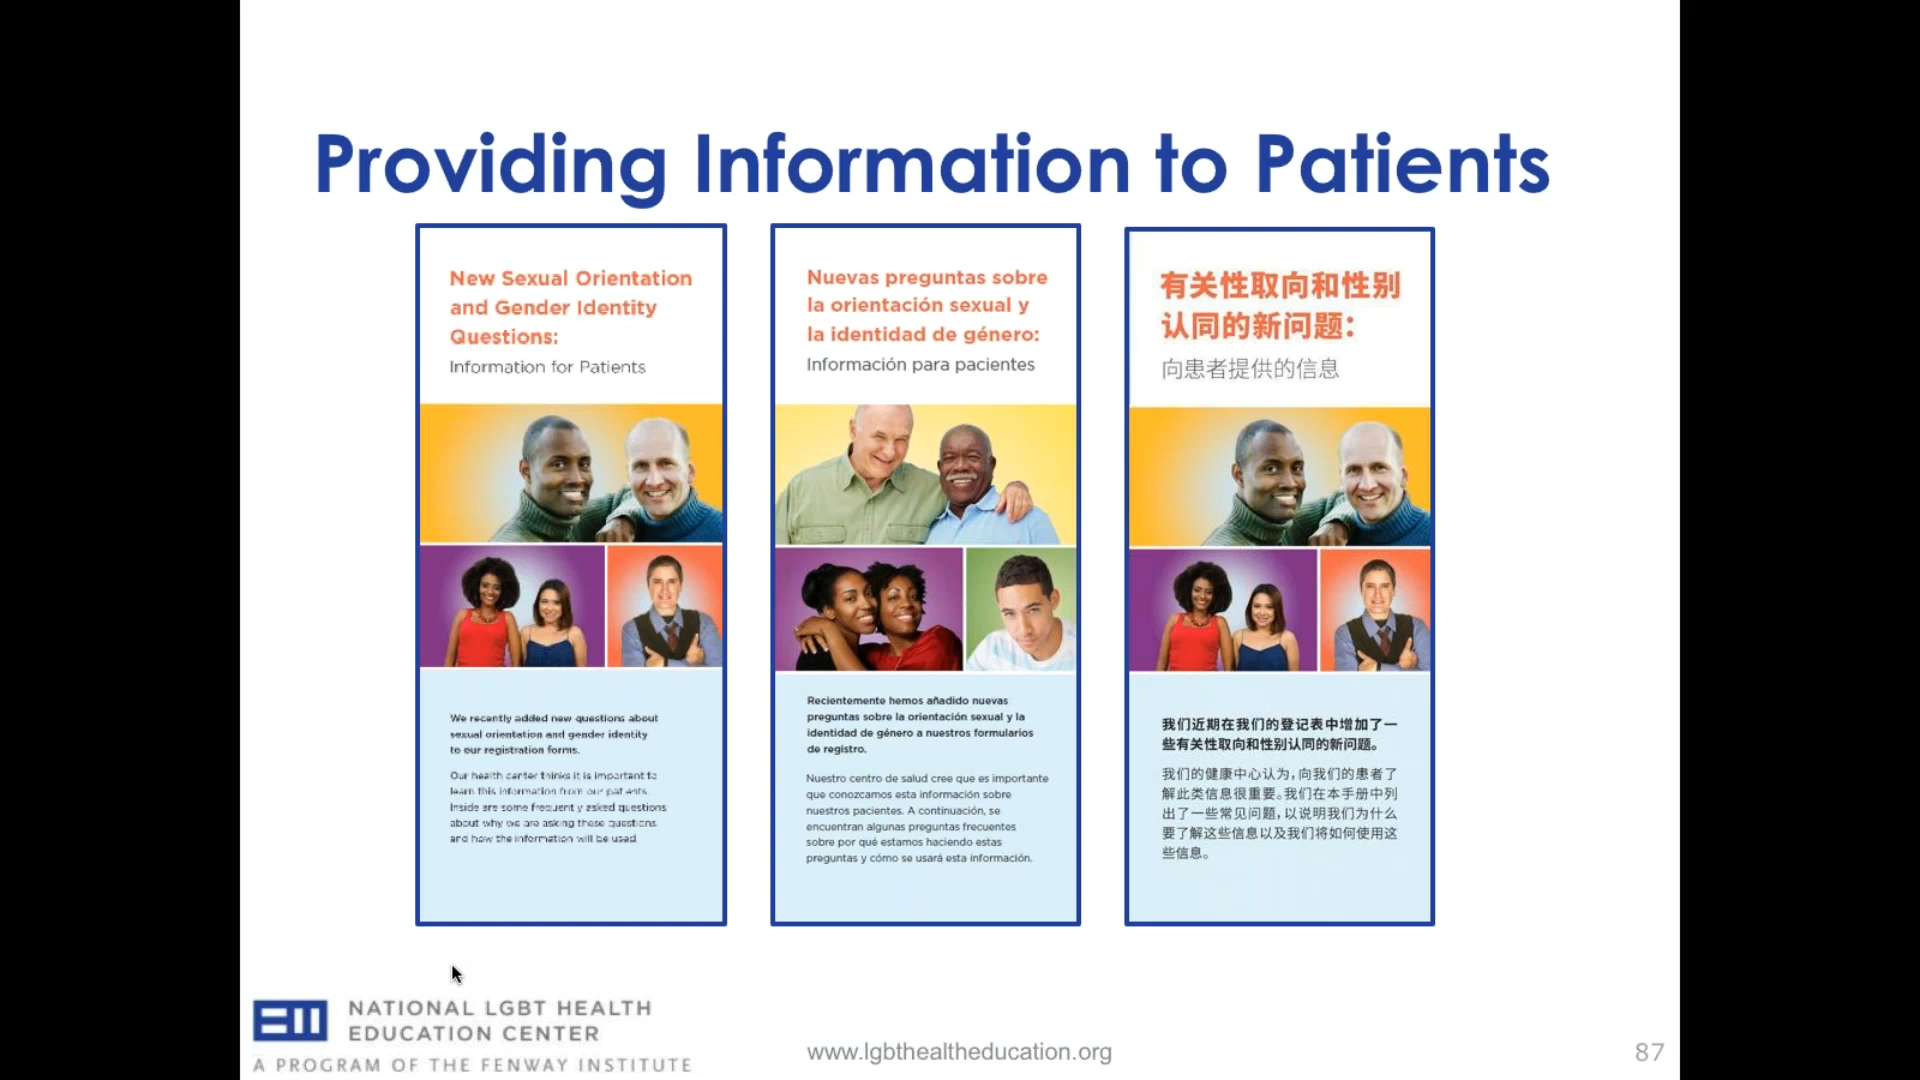 Providing Information to Patients
New Sexual Orientation
and Gender Identity
Questions:
Information for Patients
We recently added new questions about
sexual orientation and gender identity
to our registration forms.
Our health center thinks it is important to
learn this information from our patients.
Inside are some frequently asked questions
about why we are asking these questions
and how the information will be used.
Nuevas preguntas sobre
la orientación sexual y
la identidad de género:
Información para pacientes
Recientemente hemos añadido nuevas
preguntas sobre la orientación sexual y la
identidad de género a nuestros formularios
de registro.
Nuestro centro de salud cree que es importante
que conozcamos esta información sobre
nuestros pacientes. A continuación, se
encuentran algunas preguntas frecuentes
sobre por qué estamos haciendo estas
preguntas y cómo se usará esta información.
有关性取向和性别
认同的新问题：
向患者提供的信息
我们近期在我们的登记表中增加了一
些有关性取向和性别认同的新问题。
我们的健康中心认为，向我们的患者了
解此类信息很重要。我们在本手册中列
出了一些常见问题，以说明我们为什么
要了解这些信息以及我们将如何使用这
些信息。
NATIONAL LGBT HEALTH
EDUCATION CENTER
A PROGRAM OF THE FENWAY INSTITUTE
www.lgbthealtheducation.org
87